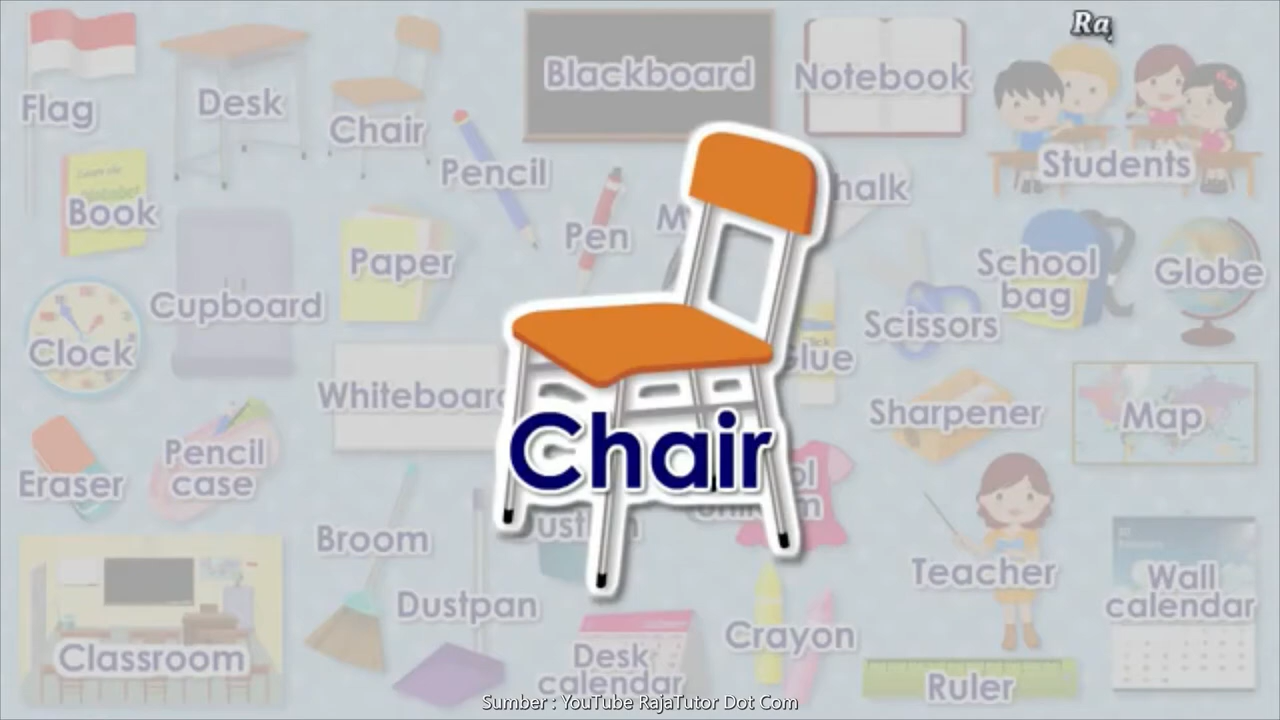 Ra
Flag
Desk
Chair
Blackboard
Notebook
Students
Pencil
Book
Pen
Paper
Cupboard
School
bag
Globe
Scissors
Clock
Whiteboard
Sharpener
Map
Chair
Eraser
Pencil
case
Broom
Dustpan
Teacher
Wall
calendar
Classroom
Desk
calendar
Crayon
Ruler
Sumber : YouTube RajaTutor Dot Com